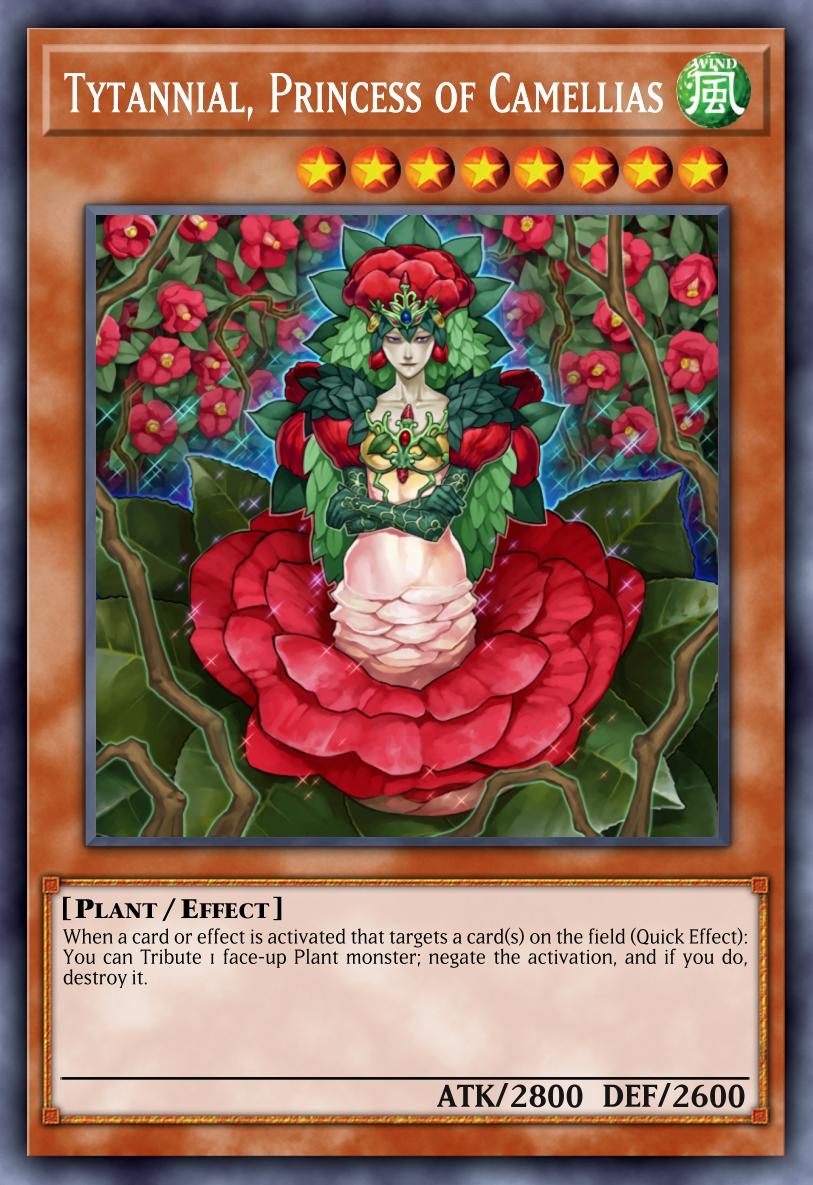 Tytannial, Princess of Camellias
WIND
風
[Plant / Effect]
When a card or effect is activated that targets a card(s) on the field (Quick Effect):
You can Tribute 1 face-up Plant monster; negate the activation, and if you do,
destroy it.
ATK/2800 DEF/2600